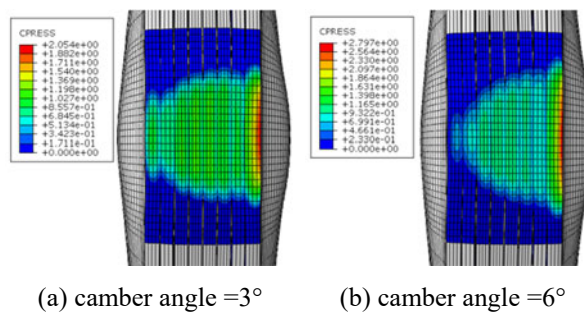 CPRESS
+2.054e+00
+1.882e+00
+1.711e+00
+1.540e+00
+1.369e+00
+1.198e+00
+1.027e+00
+8.557e-01
+6.845e-01
+5.134e-01
+3.423e-01
+1.711e-01
+0.000e+00
CPRESS
+2.797e+00
+2.564e+00
+2.330e+00
+2.097e+00
+1.864e+00
+1.631e+00
+1.398e+00
+1.165e+00
+9.322e-01
+6.991e-01
+4.661e-01
+2.330e-01
+0.000e+00
(a) camber angle =3°
(b) camber angle =6°